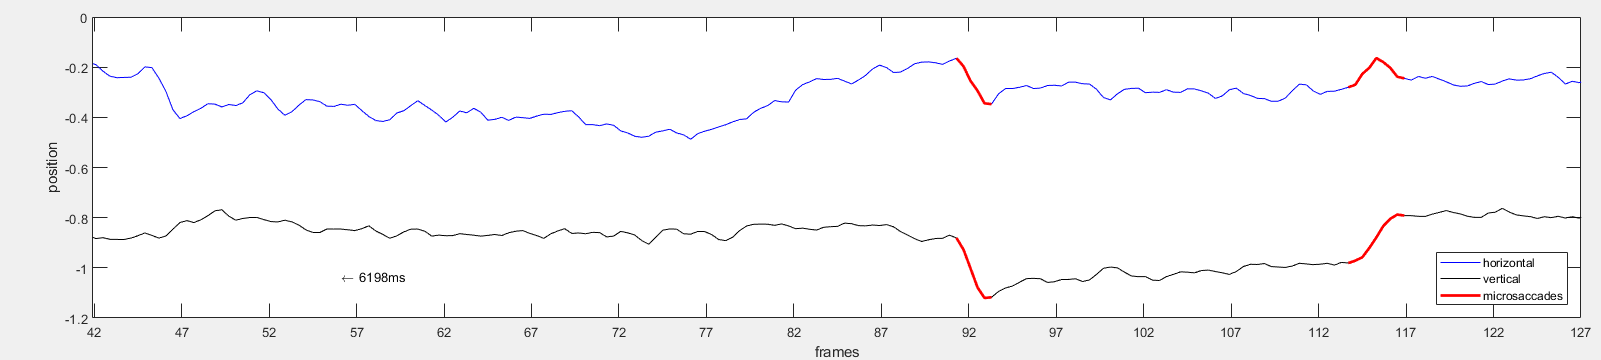 0
-0.2
-0.4
-0.6
-0.8
-1
-1.2
position
← 6198ms
horizontal
vertical
microsaccades
42 47 52 57 62 67 72 77 82 87 92 97 102 107 112 117 122 127
frames